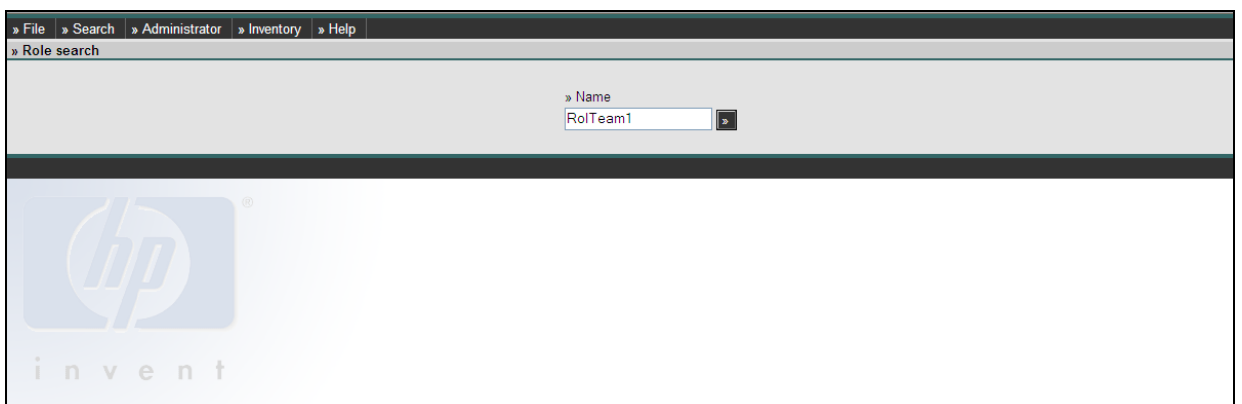 » File » Search » Administrator » Inventory » Help
» Role search
» Name
RolTeam1
»
hp ®
invent